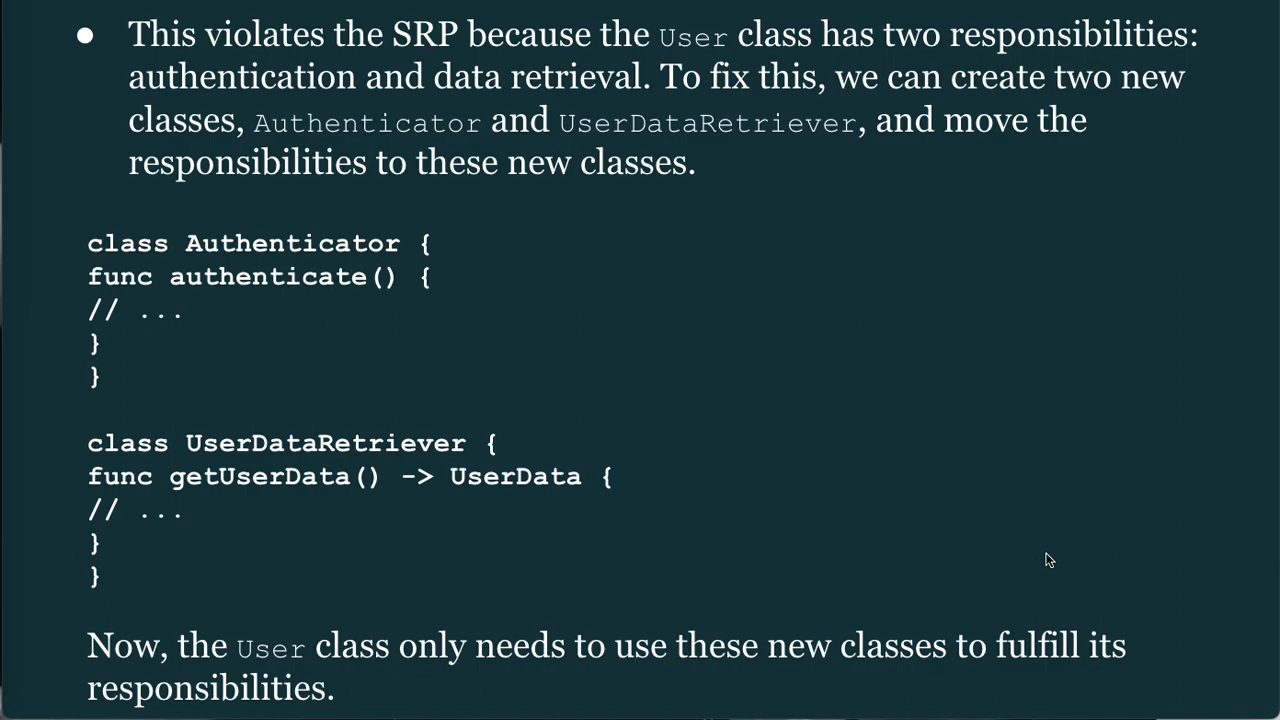 ● This violates the SRP because the User class has two responsibilities:
authentication and data retrieval. To fix this, we can create two new
classes, Authenticator and UserDataRetriever, and move the
responsibilities to these new classes.
class Authenticator {
func authenticate() {
// ...
}
}
class UserDataRetriever {
func getUserData() -> UserData {
// ...
}
}
Now, the User class only needs to use these new classes to fulfill its
responsibilities.